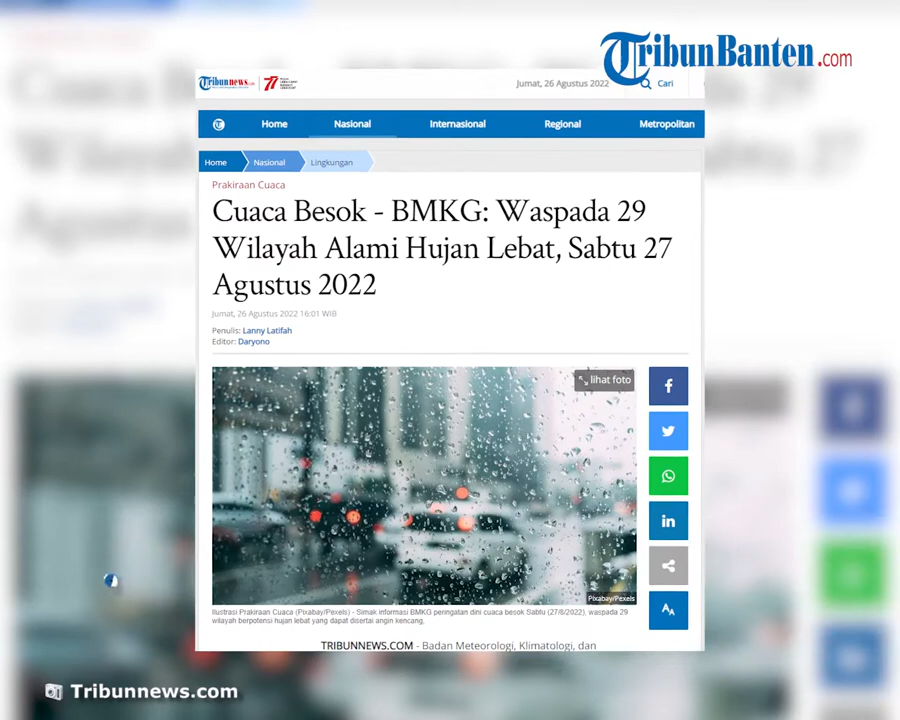 TribunBanten.com
Tribunnews.com
77
Jumat, 26 Agustus 2022
Cari
Home
Nasional
Internasional
Regional
Metropolitan
Home
Nasional
Lingkungan
Prakiraan Cuaca
Cuaca Besok - BMKG: Waspada 29
Wilayah Alami Hujan Lebat, Sabtu 27
Agustus 2022
Jumat, 26 Agustus 2022 16:01 WIB
Penulis: Lanny Latifah
Editor: Daryono
lihat foto
Pixabay/Pexels
Ilustrasi Prakiraan Cuaca (Pixabay/Pexels) - Simak informasi BMKG peringatan dini cuaca besok Sabtu (27/8/2022), waspada 29
wilayah berpotensi hujan lebat yang dapat disertai angin kencang,
TRIBUNNEWS.COM - Badan Meteorologi, Klimatologi, dan
Tribunnews.com